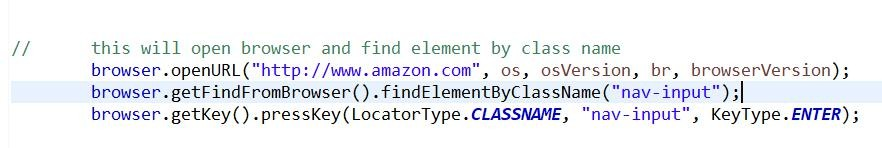 // this will open browser and find element by class name
browser.openURL("http://www.amazon.com", os, osVersion, br, browserVersion);
browser.getFindFromBrowser().findElementByClassName("nav-input");
browser.getKey().pressKey(LocatorType.CLASSNAME, "nav-input", KeyType.ENTER);